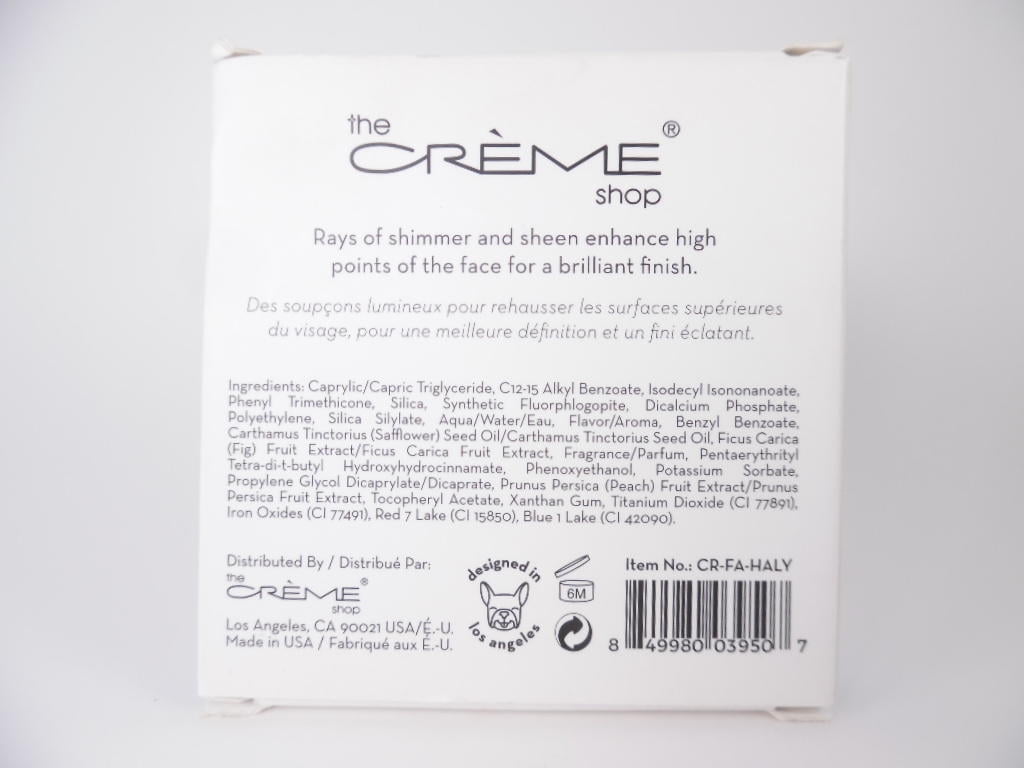 the
CRÈME®
shop
Rays of shimmer and sheen enhance high
points of the face for a brilliant finish.
Des soupçons lumineux pour rehausser les surfaces supérieures
du visage, pour une meilleure définition et un fini éclatant.
Ingredients: Caprylic/Capric Triglyceride, C12-15 Alkyl Benzoate, Isodecyl Isononanoate,
Phenyl Trimethicone, Silica, Synthetic Fluorphlogopite, Dicalcium Phosphate,
Polyethylene, Silica Silylate, Aqua/Water/Eau, Flavor/Aroma, Benzyl Benzoate,
Carthamus Tinctorius (Safflower) Seed Oil/Carthamus Tinctorius Seed Oil, Ficus Carica
(Fig) Fruit Extract/Ficus Carica Fruit Extract, Fragrance/Parfum, Pentaerythrityl
Tetra-di-t-butyl Hydroxyhydrocinnamate, Phenoxyethanol, Potassium Sorbate,
Propylene Glycol Dicaprylate/Dicaprate, Prunus Persica (Peach) Fruit Extract/Prunus
Persica Fruit Extract, Tocopheryl Acetate, Xanthan Gum, Titanium Dioxide (CI 77891),
Iron Oxides (CI 77491), Red 7 Lake (CI 15850), Blue 1 Lake (CI 42090).
Distributed By / Distribué Par:
the
CRÈME®
shop
Los Angeles, CA 90021 USA/É.-U.
Made in USA / Fabriqué aux É.-U.
designed in
los angeles
6M
Item No.: CR-FA-HALY
8 49980 03950 7